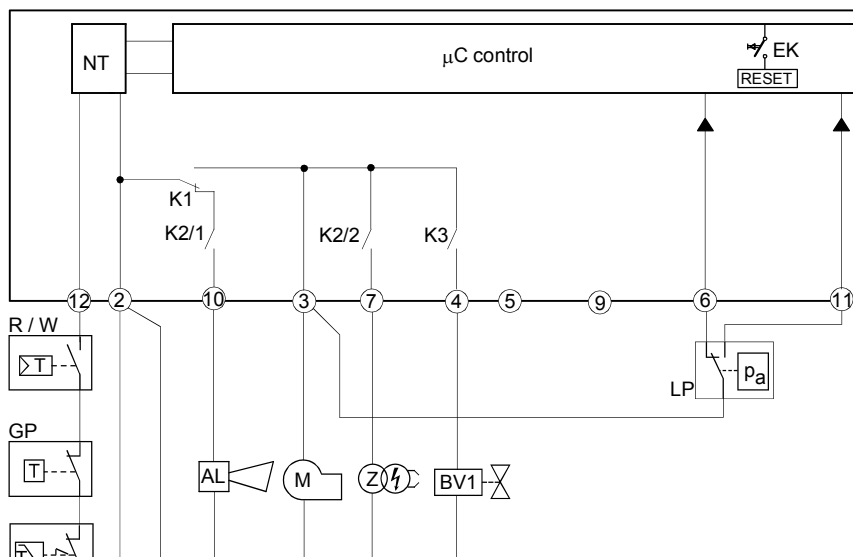 NT
μC control
EK
RESET
K1
K2/1
K2/2
K3
12
2
10
3
7
4
5
9
6
11
R / W
T
LP
pa
GP
T
AL
M
Z
BV1
T